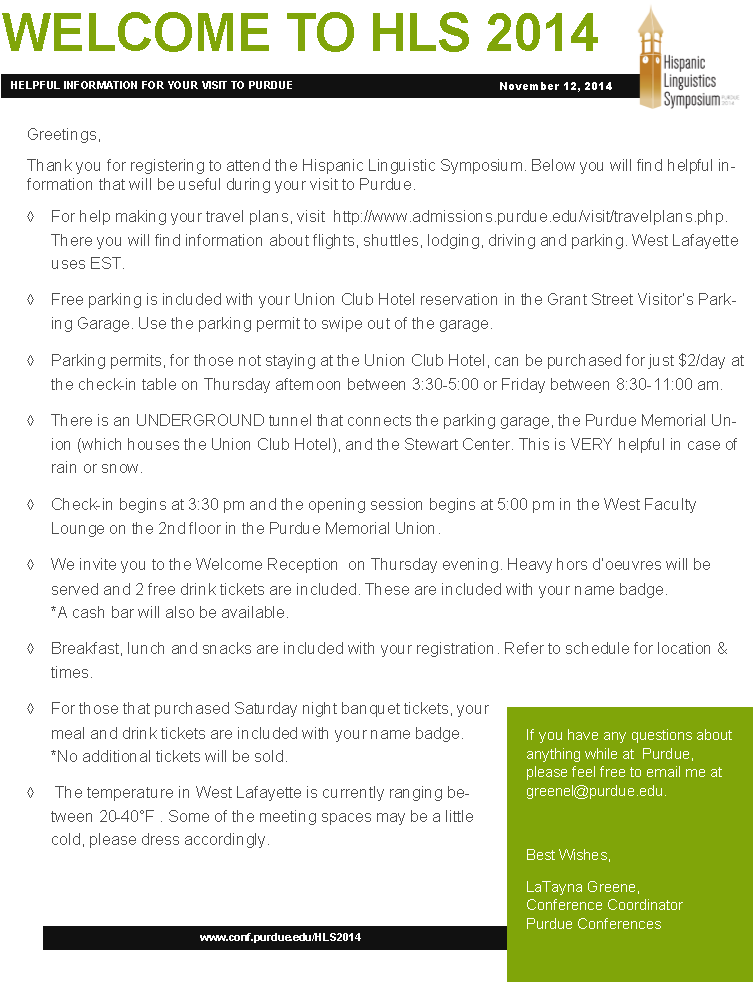 WELCOME TO HLS 2014
HELPFUL INFORMATION FOR YOUR VISIT TO PURDUE
November 12, 2014
Hispanic
Linguistics
Symposium PURDUE
2014
Greetings,
Thank you for registering to attend the Hispanic Linguistic Symposium. Below you will find helpful in-
formation that will be useful during your visit to Purdue.
◊ For help making your travel plans, visit http://www.admissions.purdue.edu/visit/travelplans.php.
There you will find information about flights, shuttles, lodging, driving and parking. West Lafayette
uses EST.
◊ Free parking is included with your Union Club Hotel reservation in the Grant Street Visitor's Park-
ing Garage. Use the parking permit to swipe out of the garage.
◊ Parking permits, for those not staying at the Union Club Hotel, can be purchased for just $2/day at
the check-in table on Thursday afternoon between 3:30-5:00 or Friday between 8:30-11:00 am.
◊ There is an UNDERGROUND tunnel that connects the parking garage, the Purdue Memorial Un-
ion (which houses the Union Club Hotel), and the Stewart Center. This is VERY helpful in case of
rain or snow.
◊ Check-in begins at 3:30 pm and the opening session begins at 5:00 pm in the West Faculty
Lounge on the 2nd floor in the Purdue Memorial Union.
◊ We invite you to the Welcome Reception on Thursday evening. Heavy hors d'oeuvres will be
served and 2 free drink tickets are included. These are included with your name badge.
*A cash bar will also be available.
◊ Breakfast, lunch and snacks are included with your registration. Refer to schedule for location &
times.
◊ For those that purchased Saturday night banquet tickets, your
meal and drink tickets are included with your name badge.
*No additional tickets will be sold.
◊ The temperature in West Lafayette is currently ranging be-
tween 20-40°F . Some of the meeting spaces may be a little
cold, please dress accordingly.
If you have any questions about
anything while at Purdue,
please feel free to email me at
greenel@purdue.edu.
Best Wishes,
LaTayna Greene,
Conference Coordinator
Purdue Conferences
www.conf.purdue.edu/HLS2014